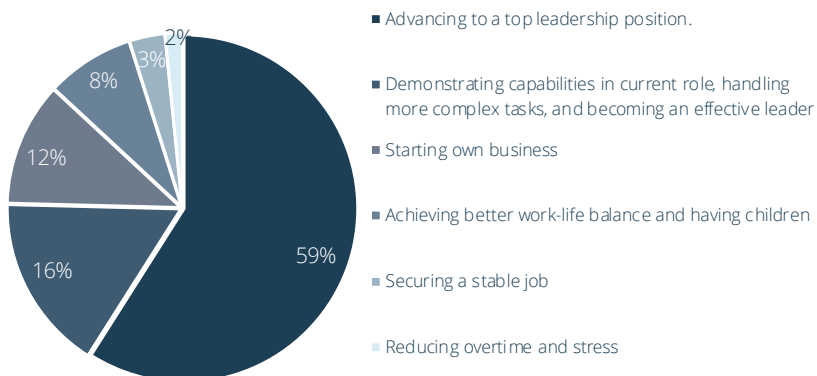 2%
3%
8%
12%
16%
59%
Advancing to a top leadership position.
Demonstrating capabilities in current role, handling
more complex tasks, and becoming an effective leader
Starting own business
Achieving better work-life balance and having children
Securing a stable job
Reducing overtime and stress